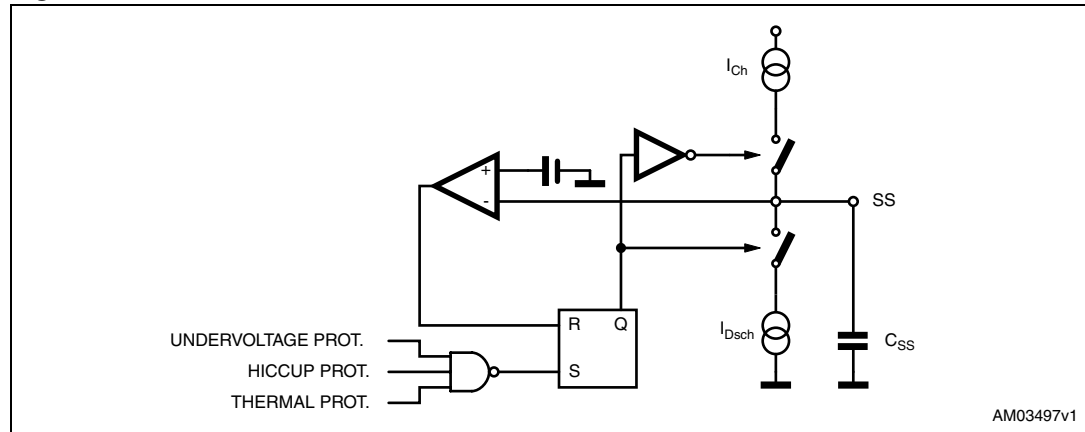 I_Ch
+
-
SS
R Q
S
UNDERVOLTAGE PROT.
HICCUP PROT.
THERMAL PROT.
I_Dsch
C_SS
AM03497v1